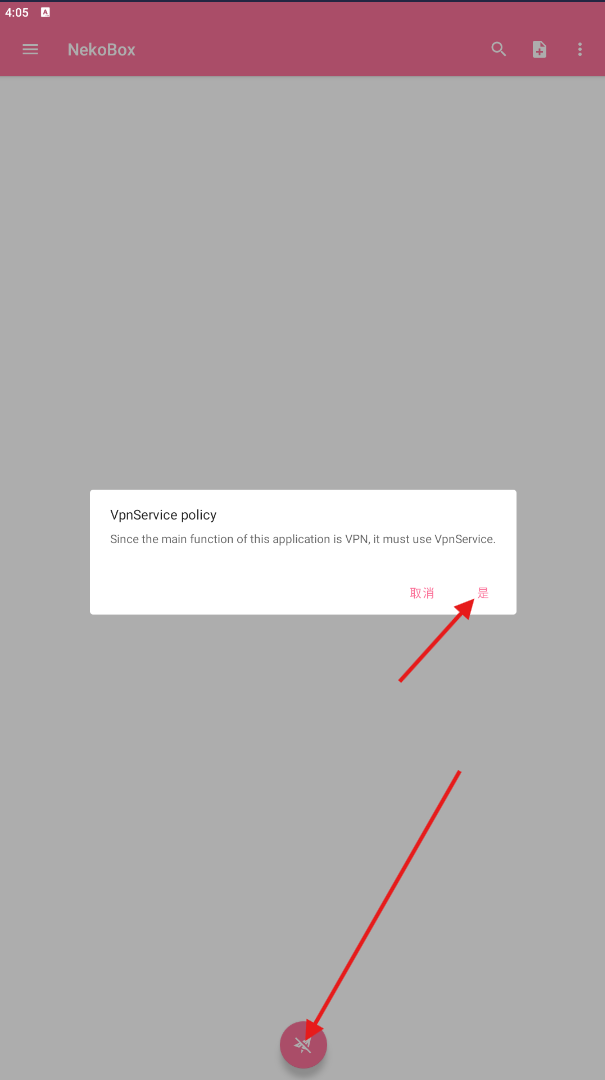 4:05 A
NekoBox
VpnService policy
Since the main function of this application is VPN, it must use VpnService.
取消 是